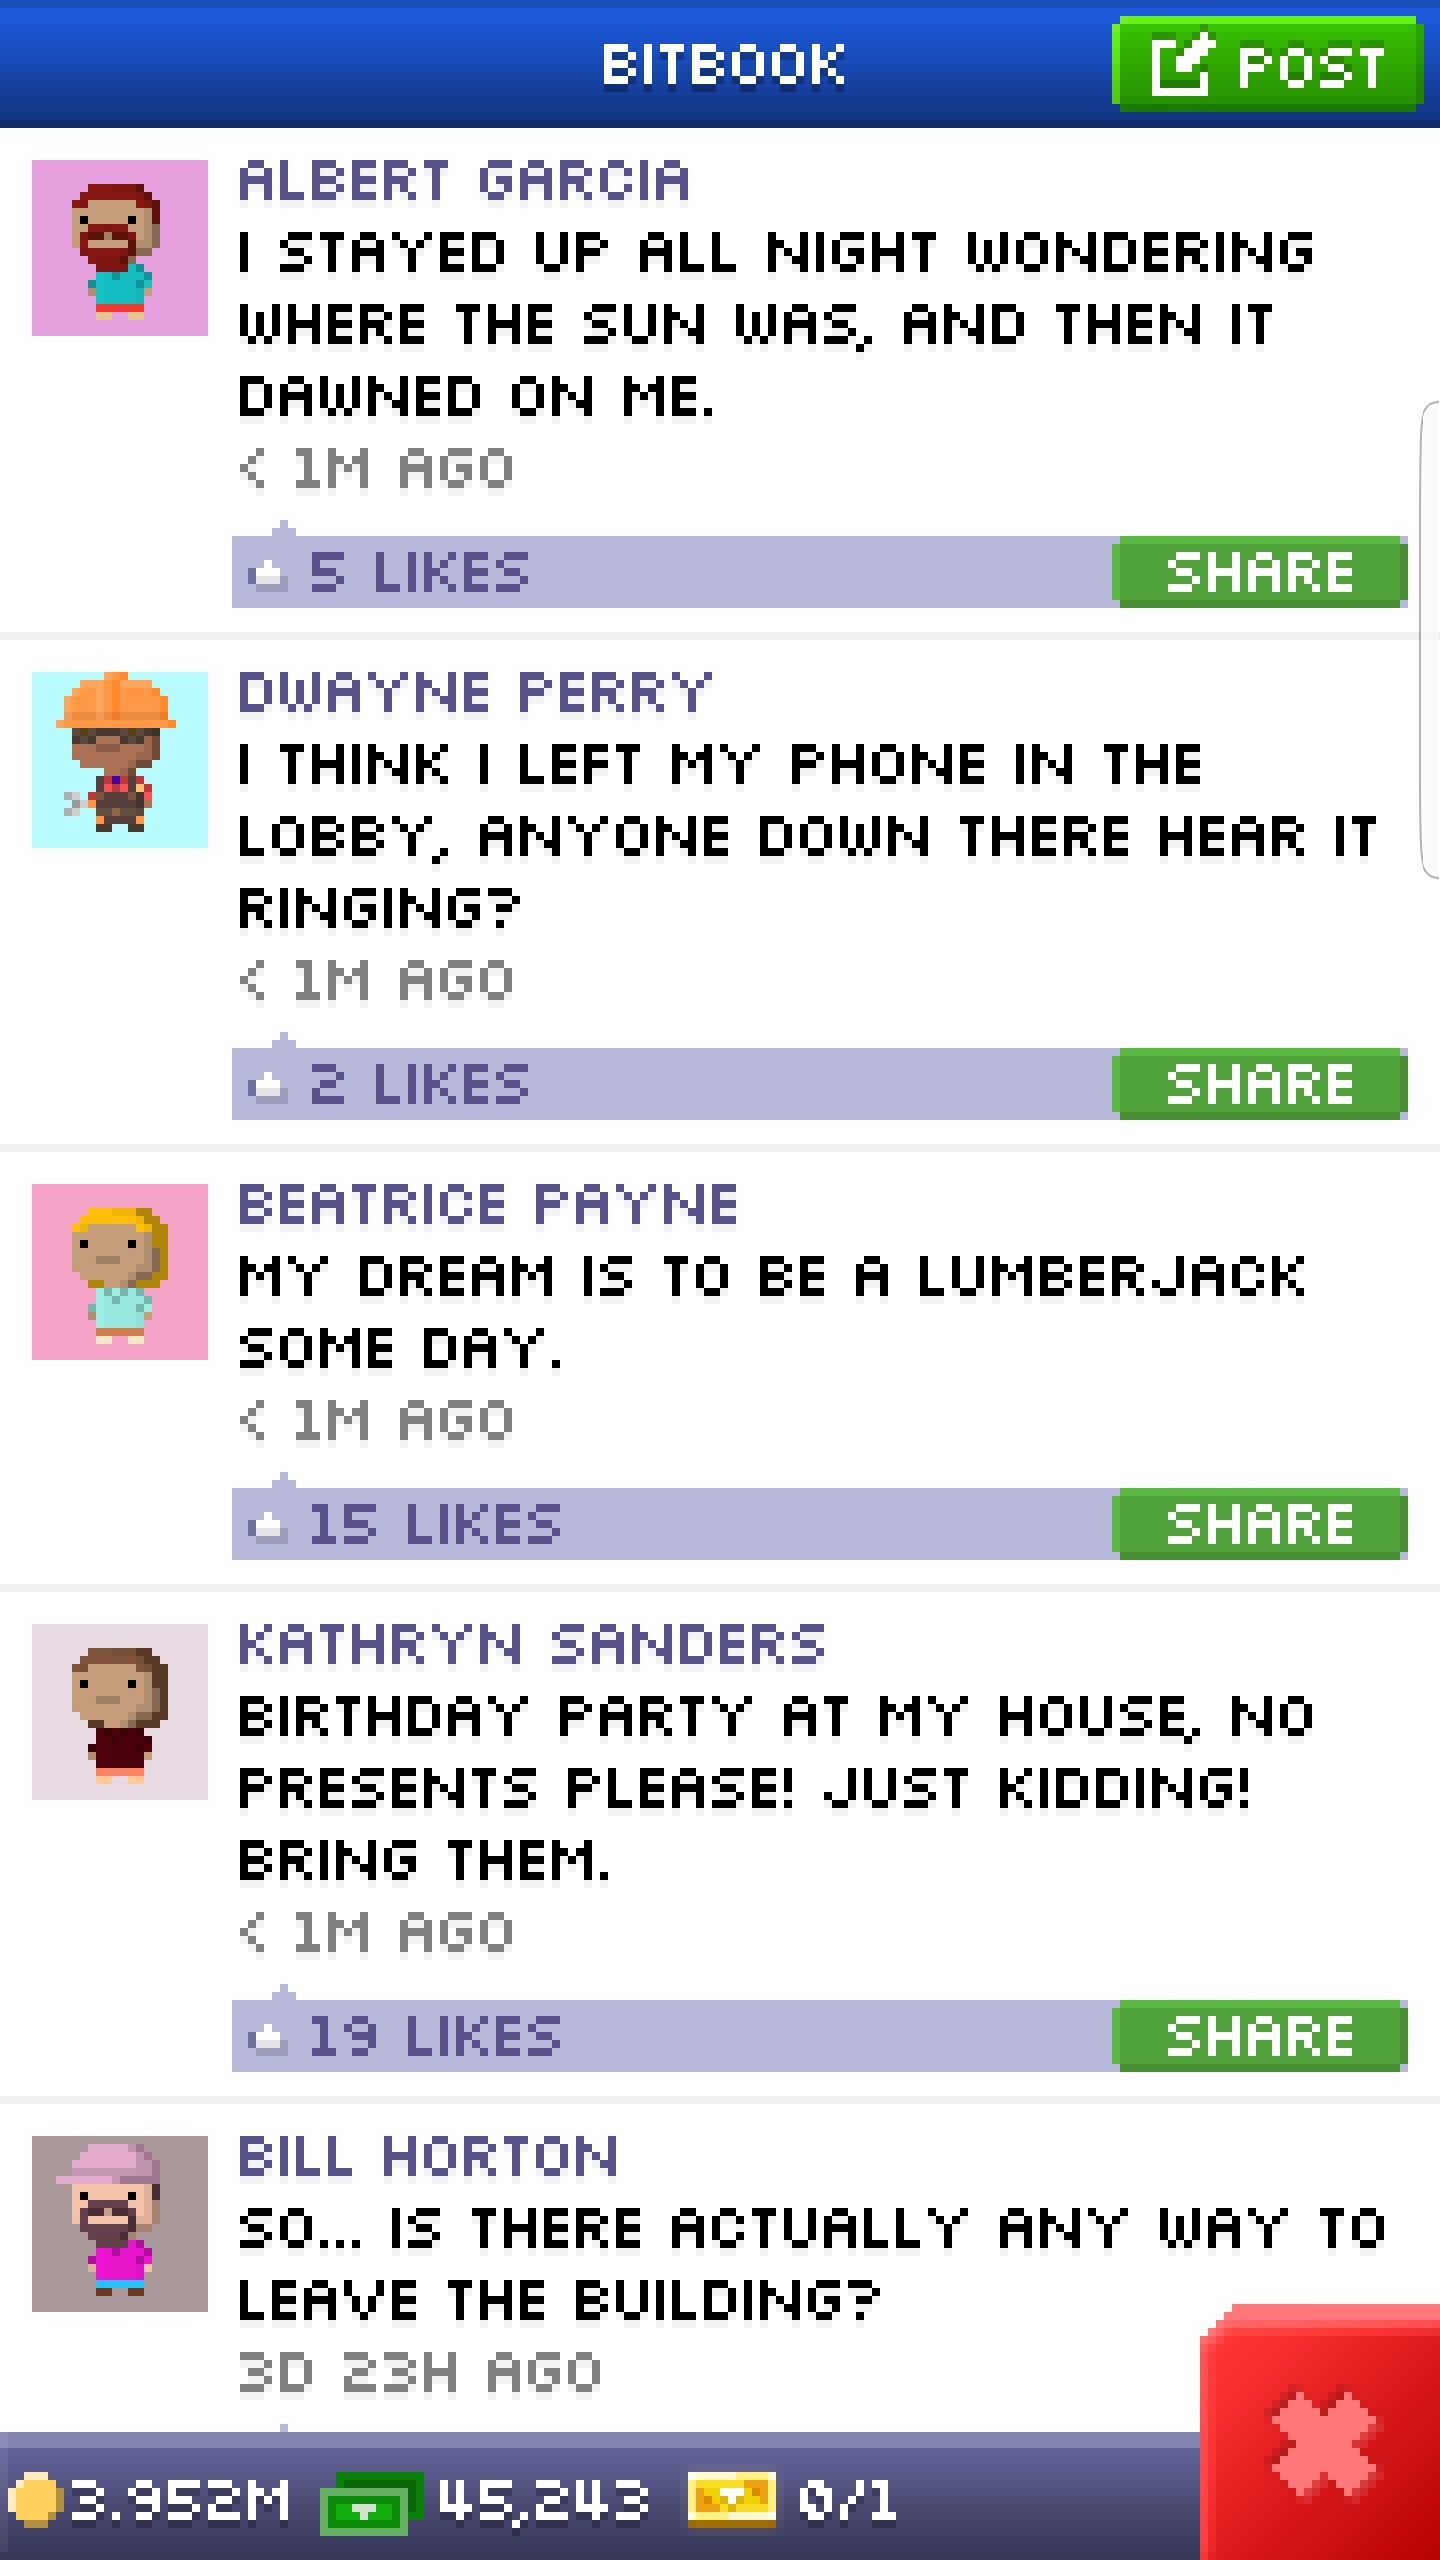 BITBOOK
POST
ALBERT GARCIA
I STAYED UP ALL NIGHT WONDERING
WHERE THE SUN WAS, AND THEN IT
DAWNED ON ME.
< 1M AGO
5 LIKES
SHARE
DWAYNE PERRY
I THINK I LEFT MY PHONE IN THE
LOBBY, ANYONE DOWN THERE HEAR IT
RINGING?
< 1M AGO
2 LIKES
SHARE
BEATRICE PAYNE
MY DREAM IS TO BE A LUMBERJACK
SOME DAY.
< 1M AGO
15 LIKES
SHARE
KATHRYN SANDERS
BIRTHDAY PARTY AT MY HOUSE, NO
PRESENTS PLEASE! JUST KIDDING!
BRING THEM.
< 1M AGO
19 LIKES
SHARE
BILL HORTON
SO... IS THERE ACTUALLY ANY WAY TO
LEAVE THE BUILDING?
3D 23H AGO
3.952M
45,243
0/1